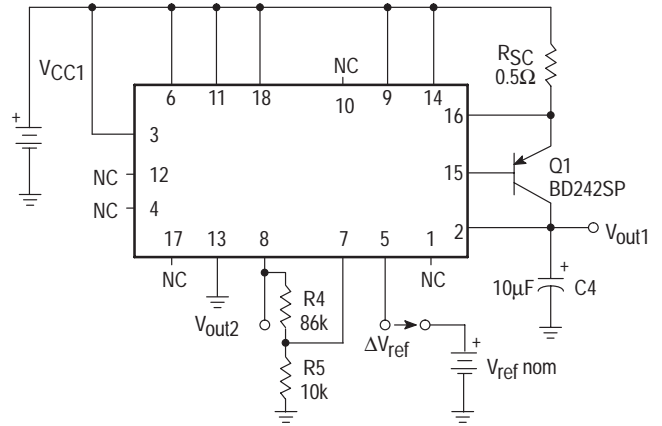 VCC1
+
RSC
0.5Ω
NC
6 11 18 10 9 14
16
3
NC 12
15
Q1
BD242SP
NC 4
2
Vout1
17 13 8 7 5 1
NC
NC
+
10µF C4
R4
86k
Vout2
ΔVref
+
Vref nom
R5
10k